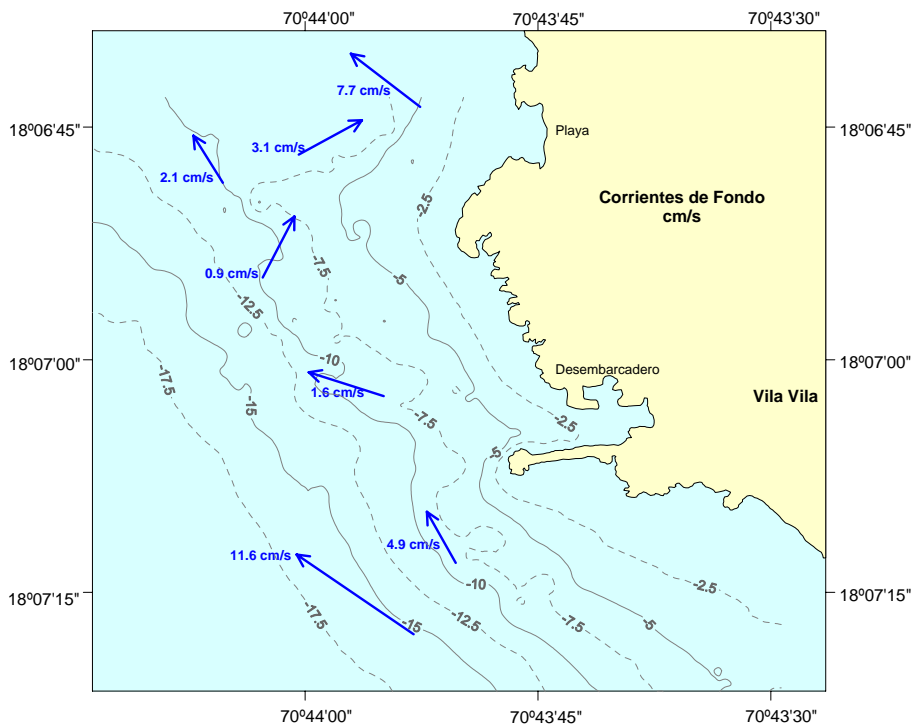 70º44'00" 70º43'45" 70º43'30"
7.7 cm/s
18º06'45" 18º06'45"
Playa
3.1 cm/s
2.1 cm/s
-2.5
Corrientes de Fondo
cm/s
0.9 cm/s
-7.5
-5
-12.5
18º07'00" 18º07'00"
-10
Desembarcadero
-17.5
1.6 cm/s
Vila Vila
-15
-7.5
-2.5
-5
4.9 cm/s
11.6 cm/s
-10
-2.5
18º07'15" 18º07'15"
-17.5
-15
-12.5
-7.5
-5
70º44'00" 70º43'45" 70º43'30"